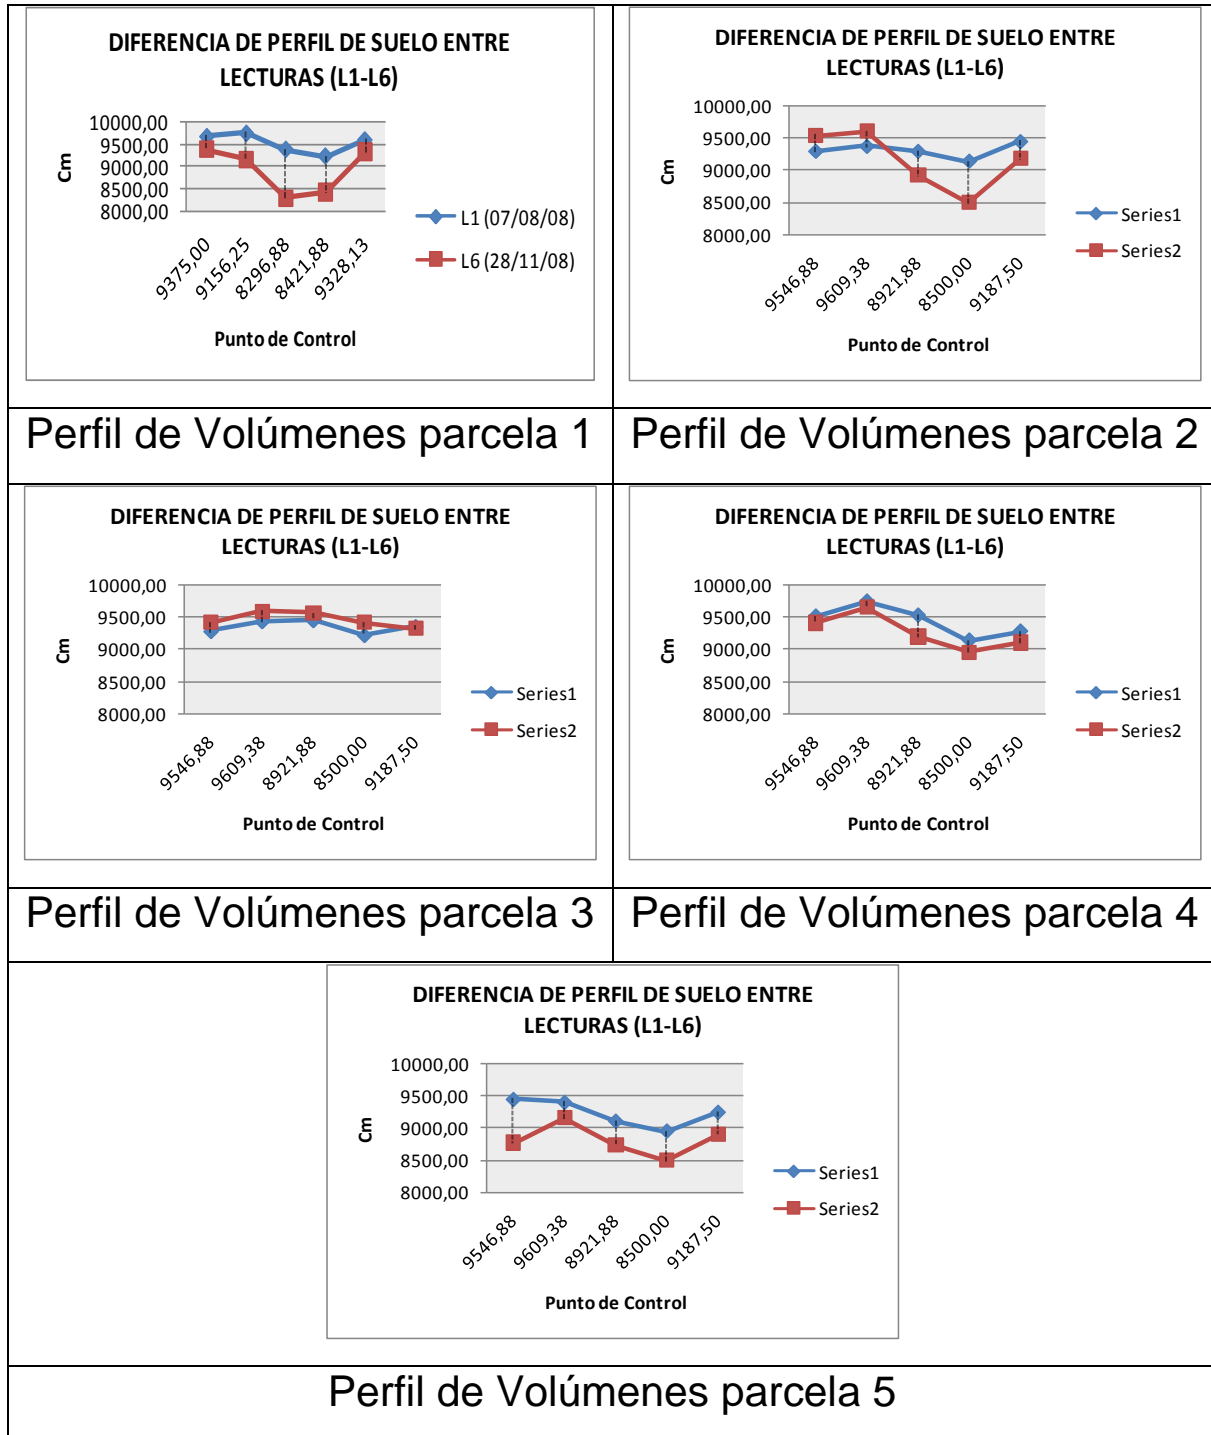 DIFERENCIA DE PERFIL DE SUELO ENTRE
LECTURAS (L1-L6)
10000,00
9500,00
9000,00
8500,00
8000,00
Cm
9375,00
9156,25
8296,88
8421,88
9328,13
L1 (07/08/08)
L6 (28/11/08)
Punto de Control
DIFERENCIA DE PERFIL DE SUELO ENTRE
LECTURAS (L1-L6)
10000,00
9500,00
9000,00
8500,00
8000,00
Cm
9546,88
9609,38
8921,88
8500,00
9187,50
Series1
Series2
Punto de Control
Perfil de Volúmenes parcela 1
Perfil de Volúmenes parcela 2
DIFERENCIA DE PERFIL DE SUELO ENTRE
LECTURAS (L1-L6)
10000,00
9500,00
9000,00
8500,00
8000,00
Cm
9546,88
9609,38
8921,88
8500,00
9187,50
Series1
Series2
Punto de Control
DIFERENCIA DE PERFIL DE SUELO ENTRE
LECTURAS (L1-L6)
10000,00
9500,00
9000,00
8500,00
8000,00
Cm
9546,88
9609,38
8921,88
8500,00
9187,50
Series1
Series2
Punto de Control
Perfil de Volúmenes parcela 3
Perfil de Volúmenes parcela 4
DIFERENCIA DE PERFIL DE SUELO ENTRE
LECTURAS (L1-L6)
10000,00
9500,00
9000,00
8500,00
8000,00
Cm
9546,88
9609,38
8921,88
8500,00
9187,50
Series1
Series2
Punto de Control
Perfil de Volúmenes parcela 5